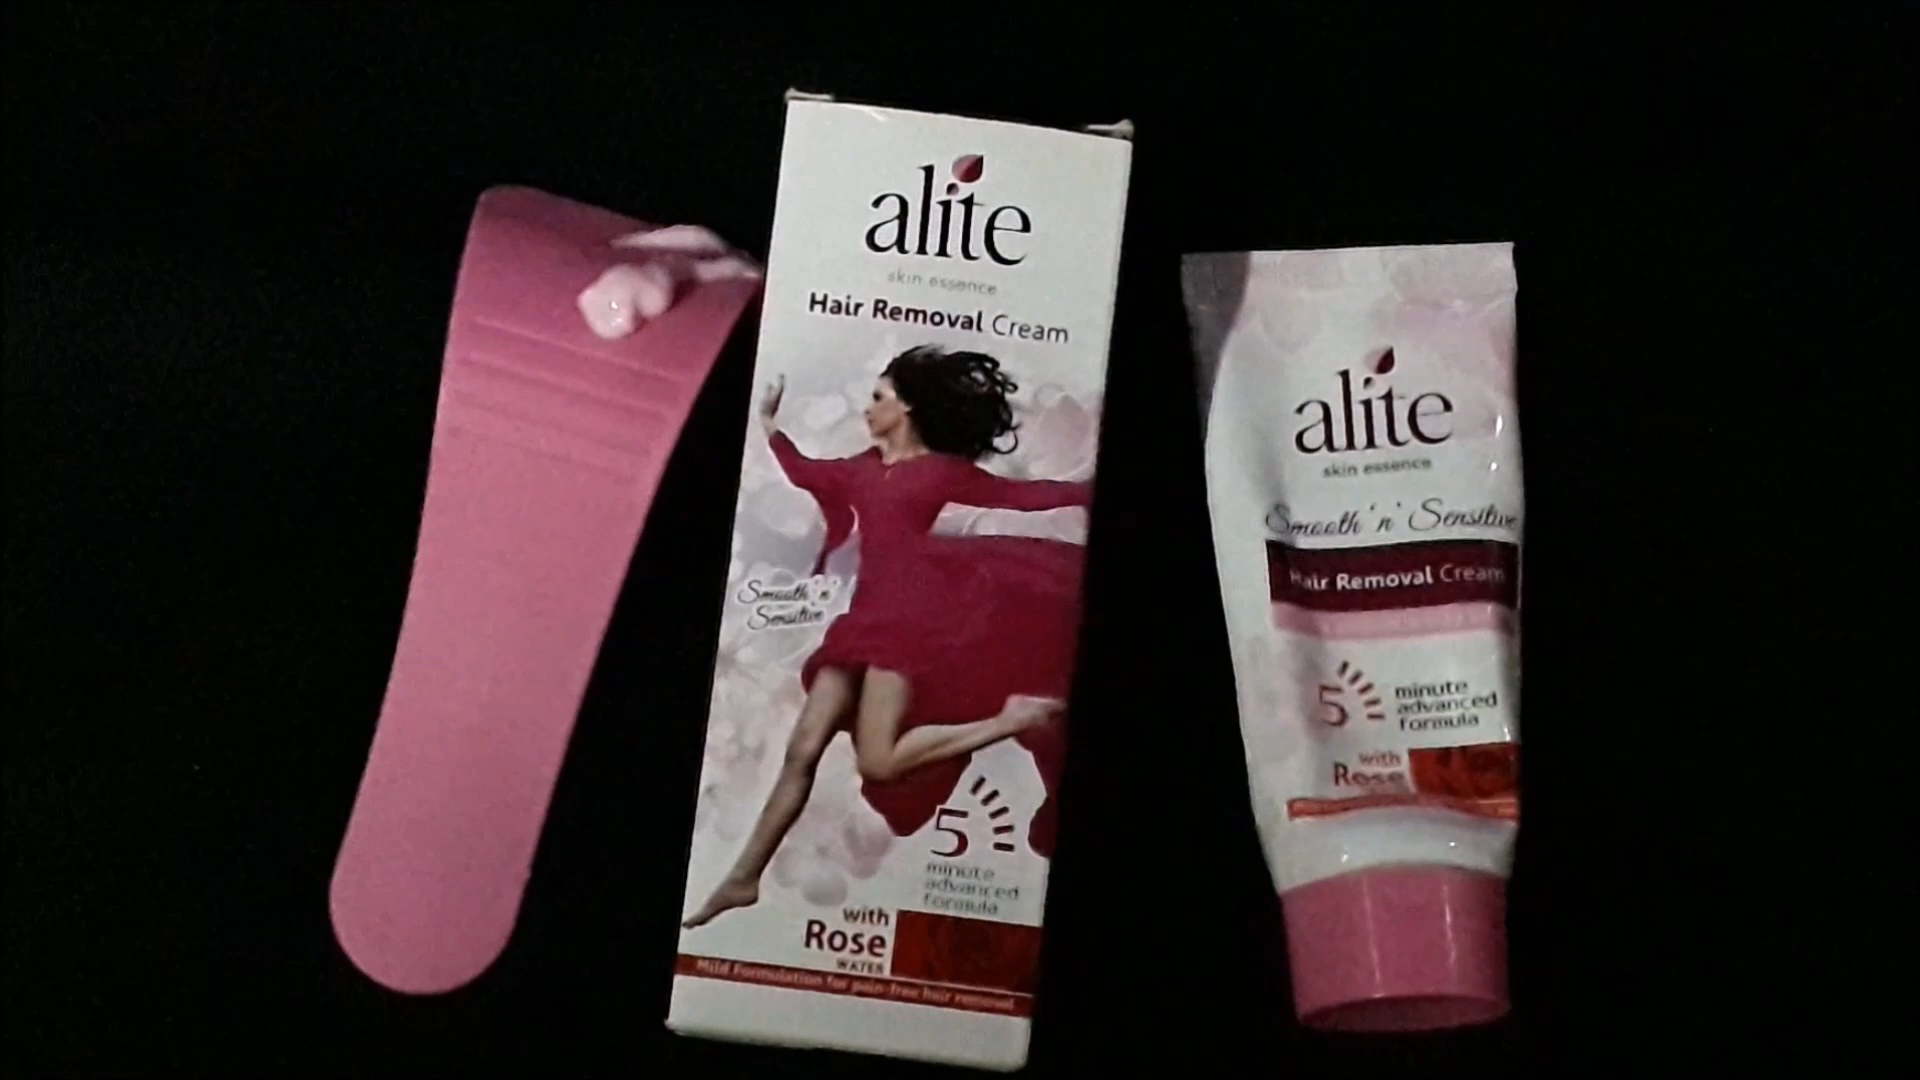 alite
skin essence
Hair Removal Cream
Smooth 'n'
Sensitive
5
minute
advanced
formula
with
Rose
WATER
Mild Formulation for pain-free hair removal
alite
skin essence
Smooth 'n' Sensitive
Hair Removal Cream
5
minute
advanced
formula
with
Rose